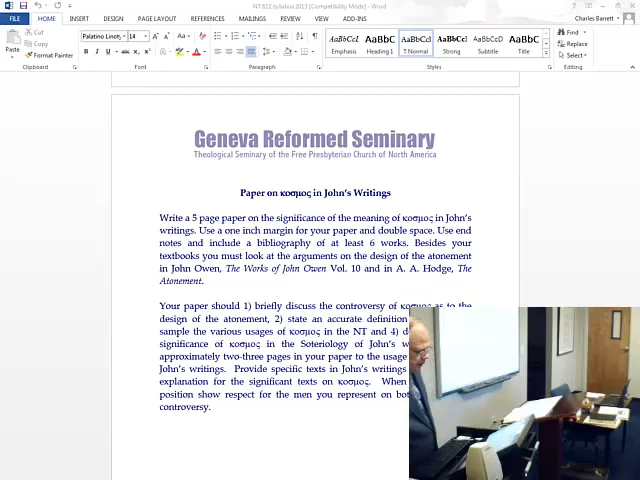 NT 612 syllabus 2013 [Compatibility Mode] - Word
FILE HOME INSERT DESIGN PAGE LAYOUT REFERENCES MAILINGS REVIEW VIEW ADD-INS
Charles Barrett
Paste
Cut
Copy
Format Painter
Clipboard
Palatino Linoty 14
Font
Paragraph
AaBbCcL AaBbC AaBbCcI AaBbCcI AaBbCcD AaBbC
Emphasis Heading 1 ¶ Normal Strong Subtitle Title
Styles
Find
Replace
Select
Editing
Geneva Reformed Seminary
Theological Seminary of the Free Presbyterian Church of North America
Paper on κοσμος in John's Writings
Write a 5 page paper on the significance of the meaning of κοσμος in John's
writings. Use a one inch margin for your paper and double space. Use end
notes and include a bibliography of at least 6 works. Besides your
textbooks you must look at the arguments on the design of the atonement
in John Owen, The Works of John Owen Vol. 10 and in A. A. Hodge, The
Atonement.
Your paper should 1) briefly discuss the controversy of κοσμος as to the
design of the atonement, 2) state an accurate definition
sample the various usages of κοσμος in the NT and 4) d
significance of κοσμος in the Soteriology of John's w
approximately two-three pages in your paper to the usage
John's writings. Provide specific texts in John's writings
explanation for the significant texts on κοσμος. When
position show respect for the men you represent on bot
controversy.